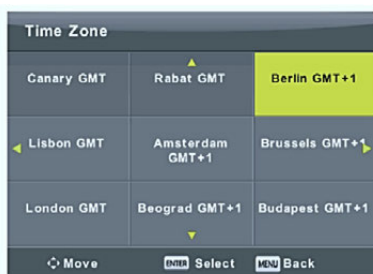 Time Zone
Canary GMT
Rabat GMT
Berlin GMT+1
Lisbon GMT
Amsterdam
GMT+1
Brussels GMT+1
London GMT
Beograd GMT+1
Budapest GMT+1
Move
ENTER Select
MENU Back